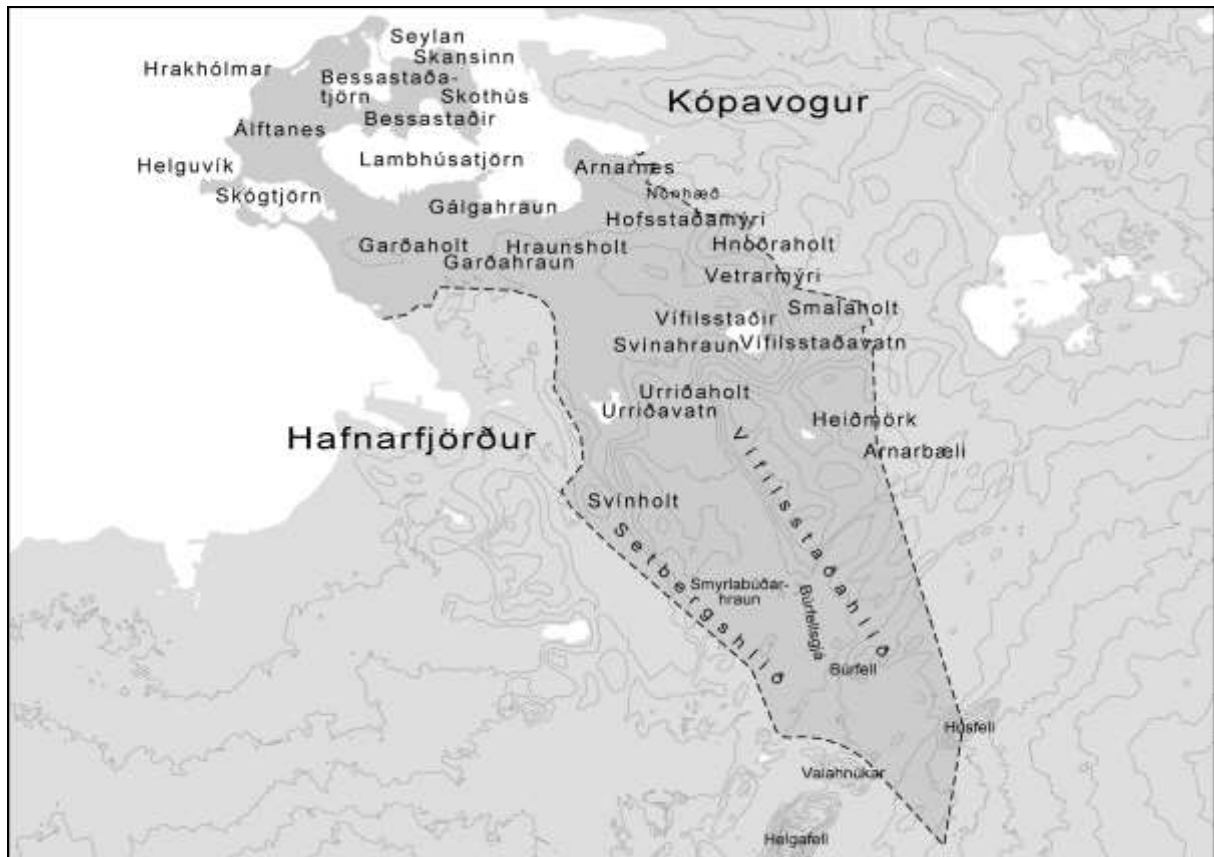 Seylan
Skansinn
Hrakhólmar
Bessastaða-
tjörn
Skothús
Kópavogur
Bessastaðir
Álftanes
Lambhúsatjörn
Helguvík
Arnarnes
Skógtjörn
Nónhæð
Gálgahraun
Hofsstaðamýri
Garðaholt
Hraunsholt
Hnoðraholt
Garðahraun
Vetrarmýri
Smalaholt
Vífilsstaðir
Svínahraun
Vífilsstaðavatn
Urriðaholt
Urriðavatn
Heiðmörk
Hafnarfjörður
Arnarbæli
Vífilsstaðahlíð
Svínholt
Setbergshlíð
Smyrlabúðar-
hraun
Búrfellsgjá
Búrfell
Húsfell
Valahnúkar
Helgafell